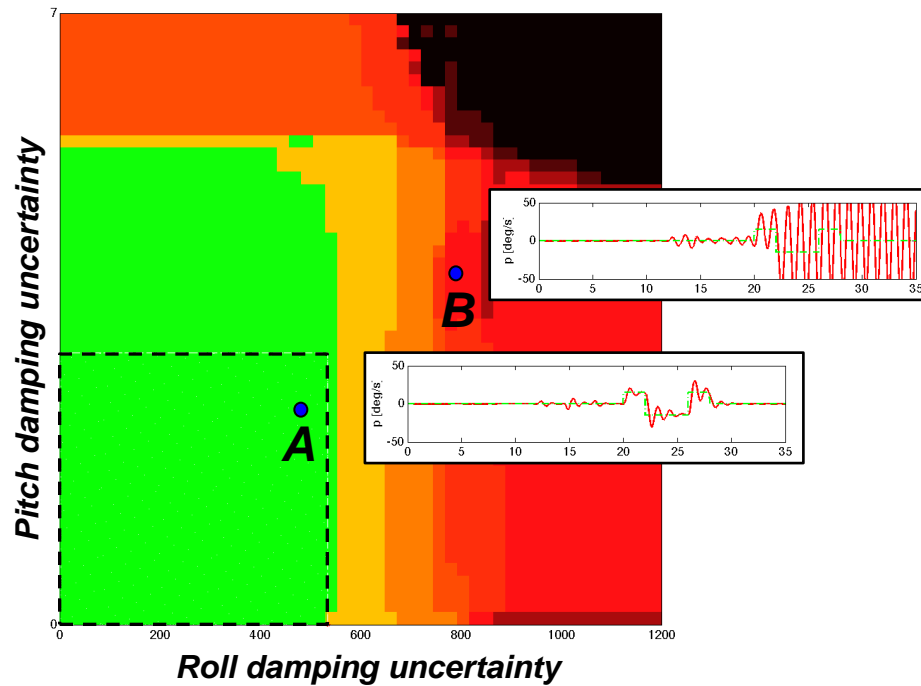 7
Pitch damping uncertainty
0
0 200 400 600 800 1000 1200
Roll damping uncertainty
A
B
50
0
-50
p [deg/s]
0 5 10 15 20 25 30 35
50
0
-50
p [deg/s]
0 5 10 15 20 25 30 35